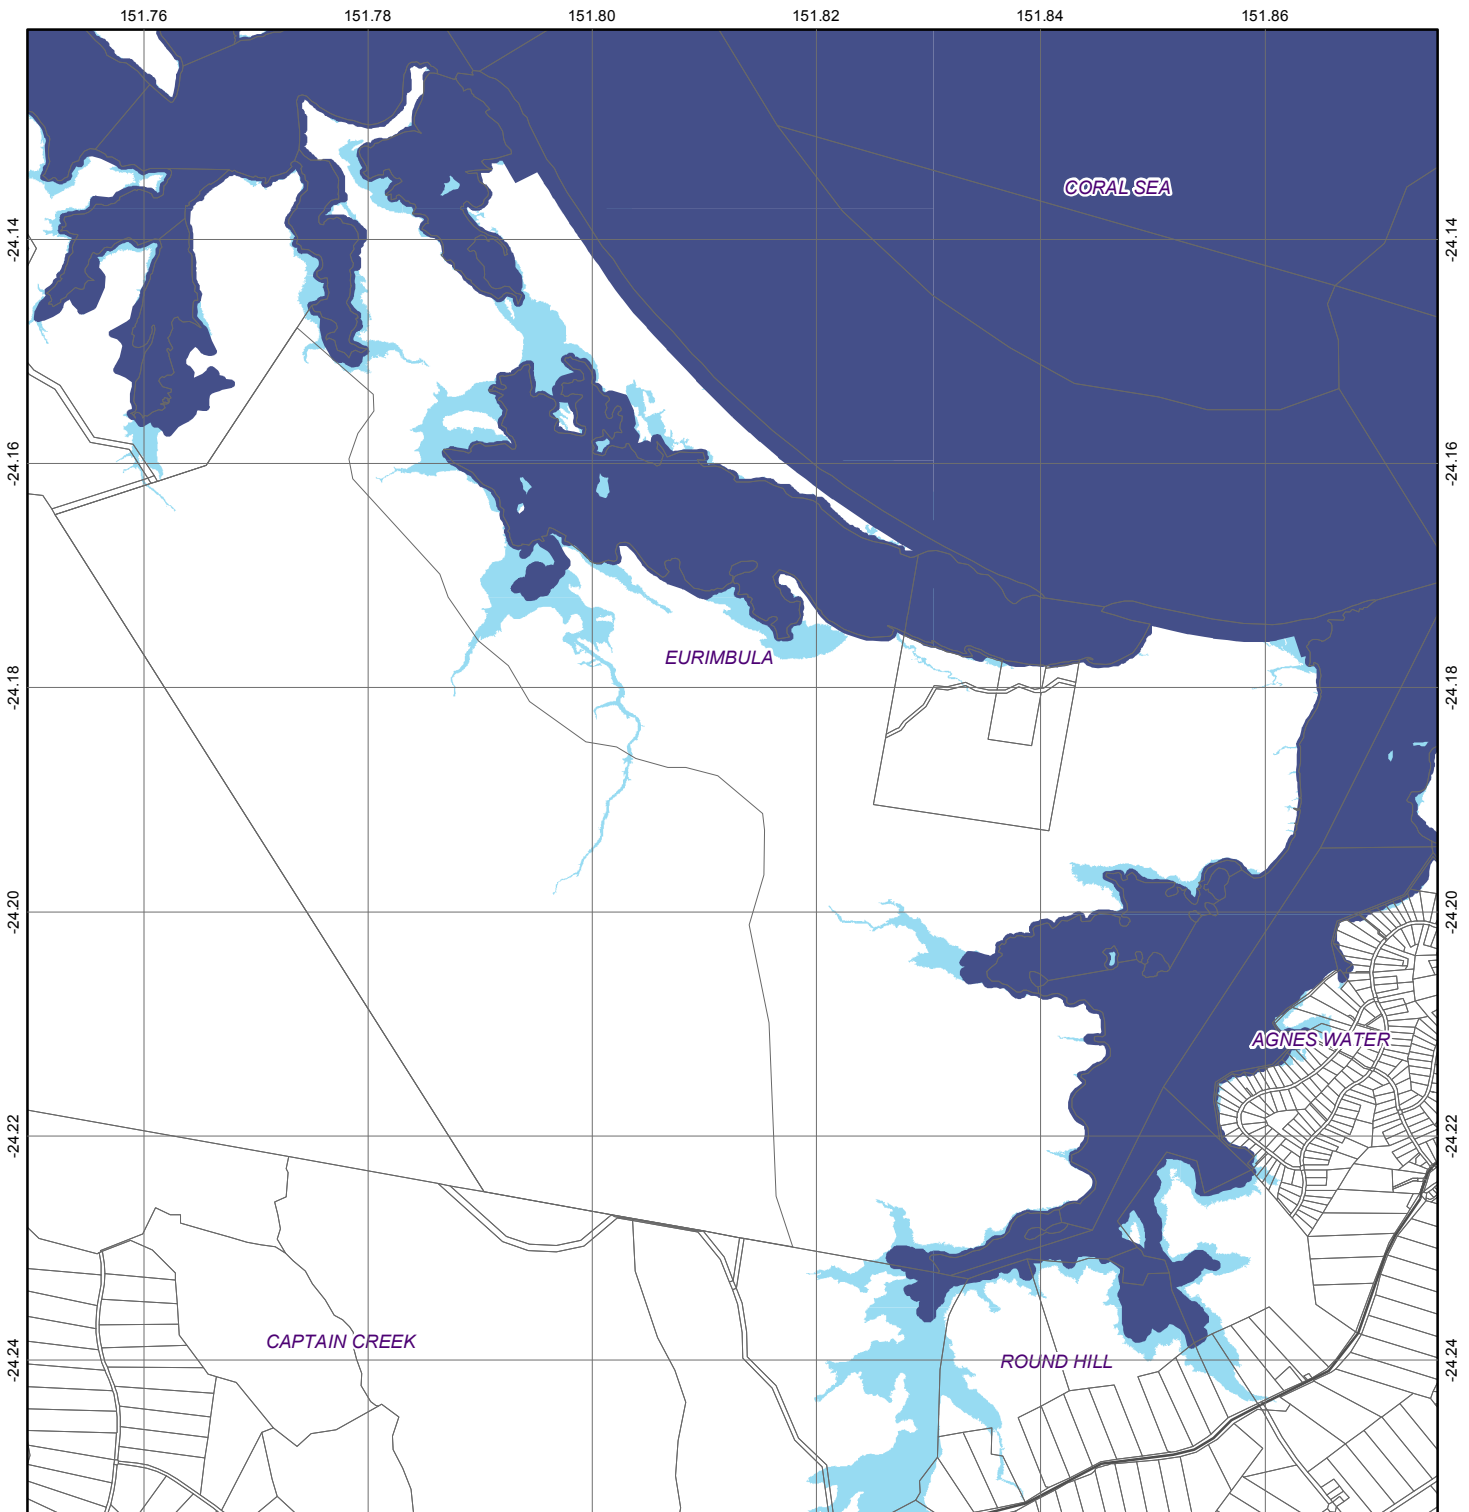 151.76 151.78 151.80 151.82 151.84 151.86
CORAL SEA
-24.14 -24.14
-24.16 -24.16
EURIMBULA
-24.18 -24.18
-24.20 -24.20
AGNES WATER
-24.22 -24.22
CAPTAIN CREEK
ROUND HILL
-24.24 -24.24